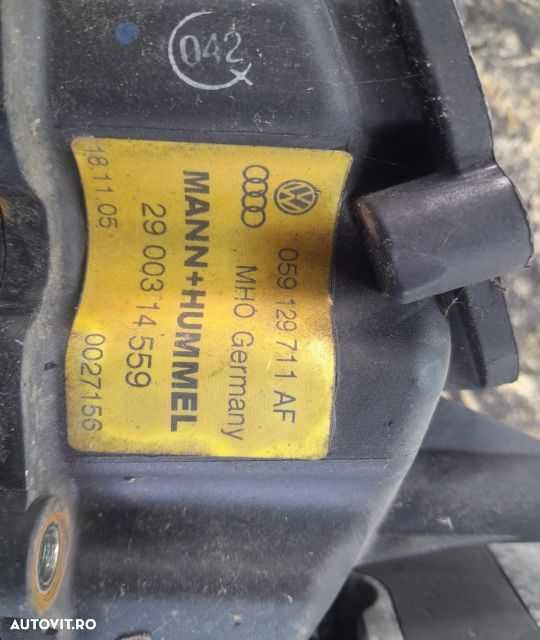 042
VW
059 129 711 AF
MHO Germany
MANN+HUMMEL
29 003 14 559
18.11.05
0027156
AUTOVIT.RO